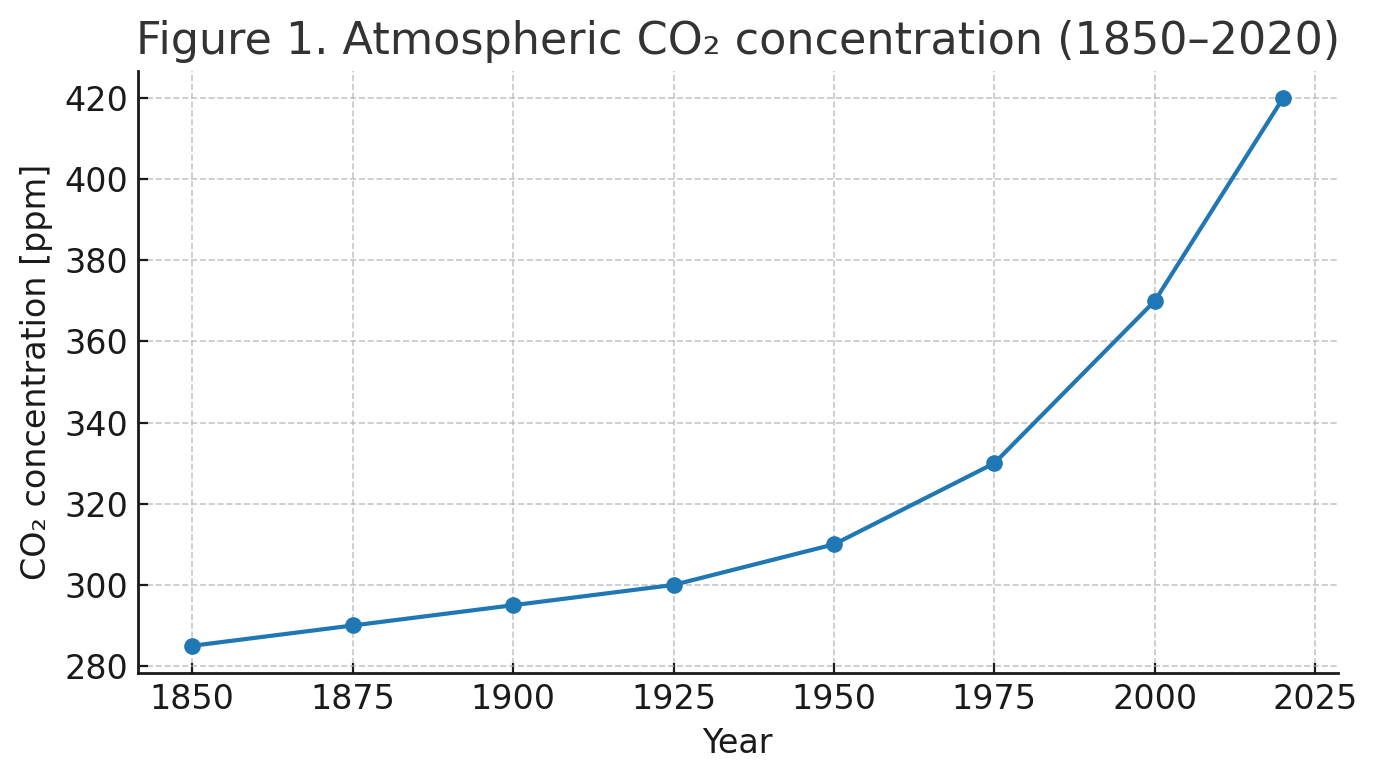 Figure 1. Atmospheric CO₂ concentration (1850–2020)
CO₂ concentration [ppm]
420
400
380
360
340
320
300
280
1850 1875 1900 1925 1950 1975 2000 2025
Year